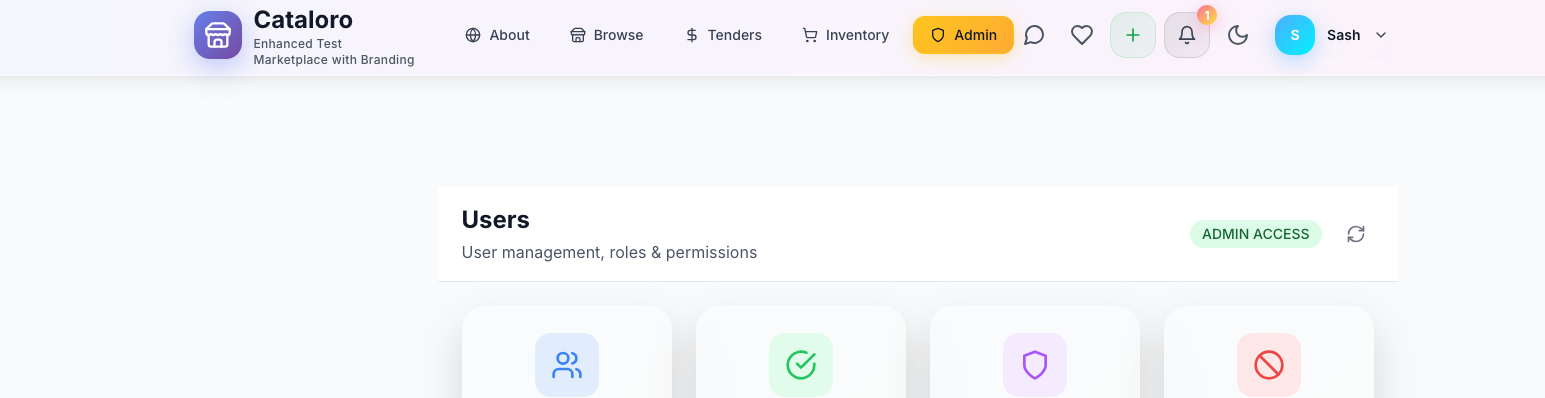 Cataloro
Enhanced Test
Marketplace with Branding
About
Browse
Tenders
Inventory
Admin
1
S
Sash
Users
User management, roles & permissions
ADMIN ACCESS